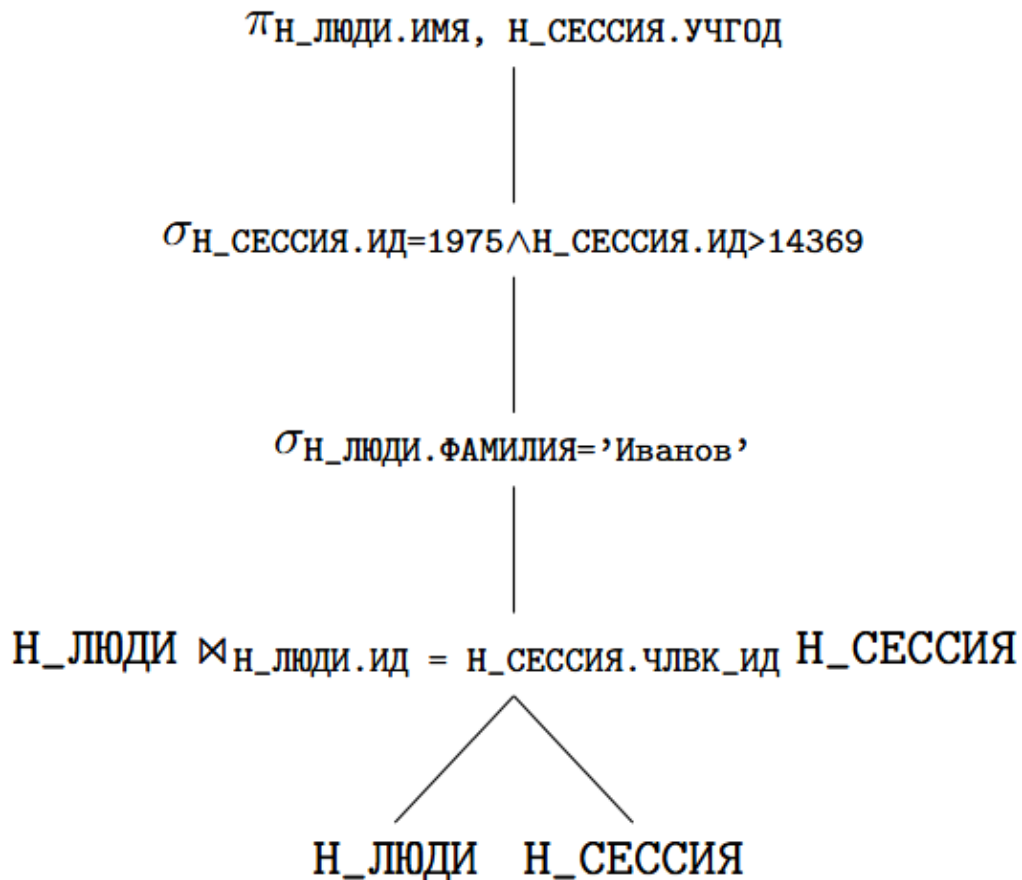 πН_ЛЮДИ.ИМЯ, Н_СЕССИЯ.УЧГОД
σН_СЕССИЯ.ИД=1975∧Н_СЕССИЯ.ИД>14369
σН_ЛЮДИ.ФАМИЛИЯ=’Иванов’
Н_ЛЮДИ ⋈Н_ЛЮДИ.ИД = Н_СЕССИЯ.ЧЛВК_ИД Н_СЕССИЯ
Н_ЛЮДИ Н_СЕССИЯ